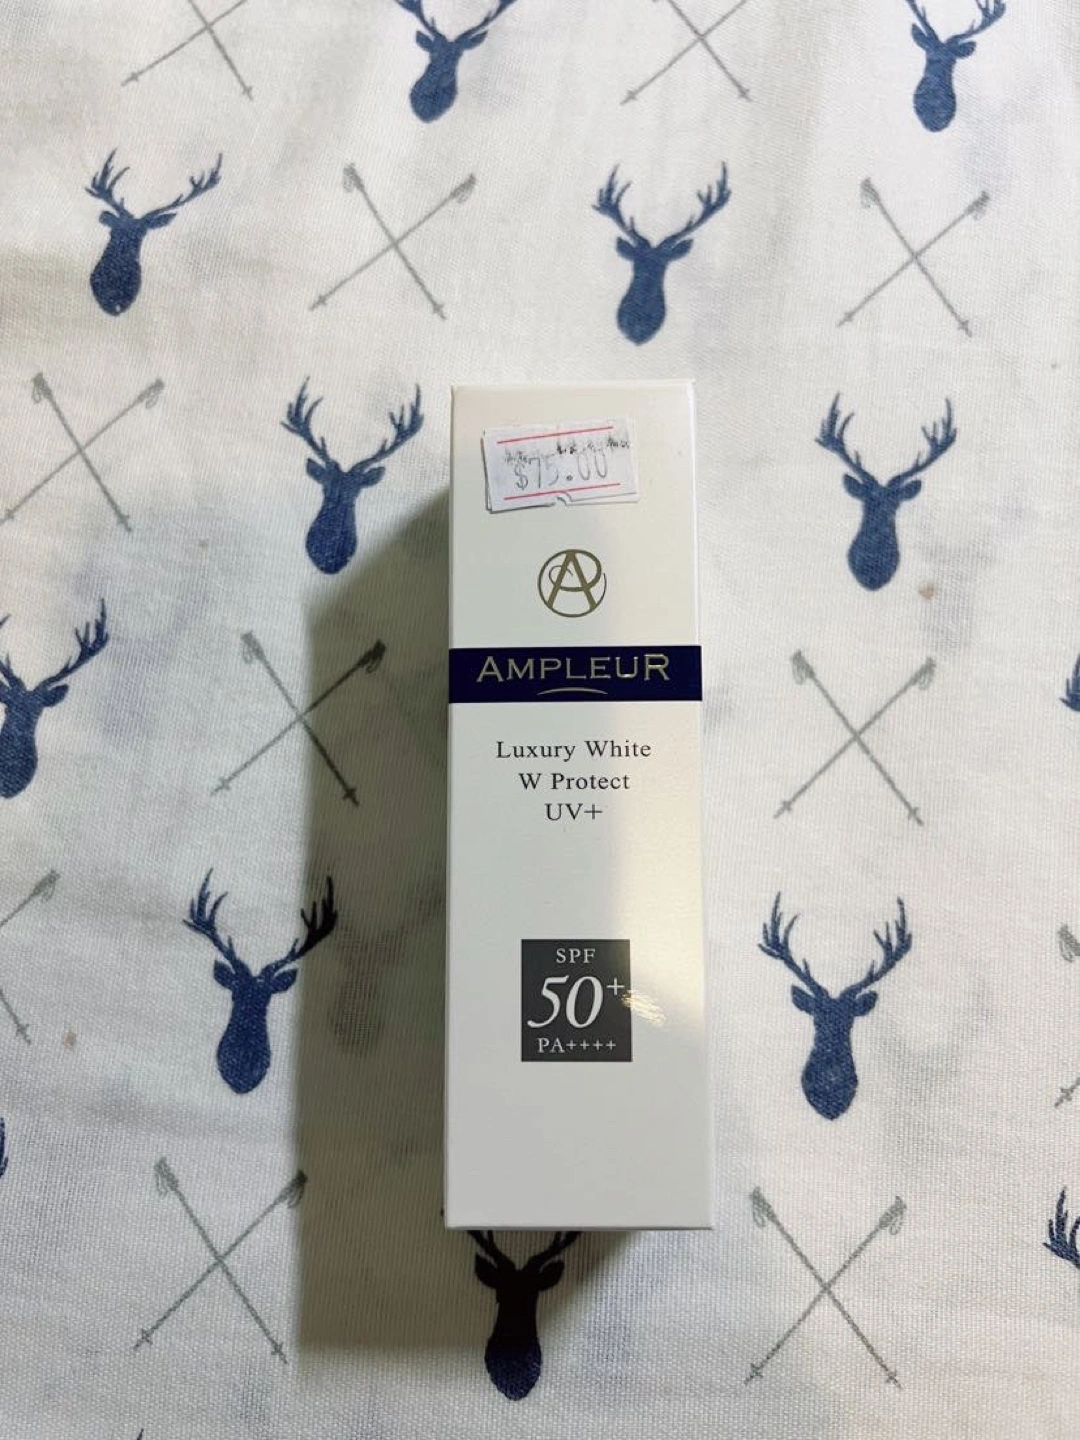 $75.00
AMPLEUR
Luxury White
W Protect
UV+
SPF
50+
PA++++